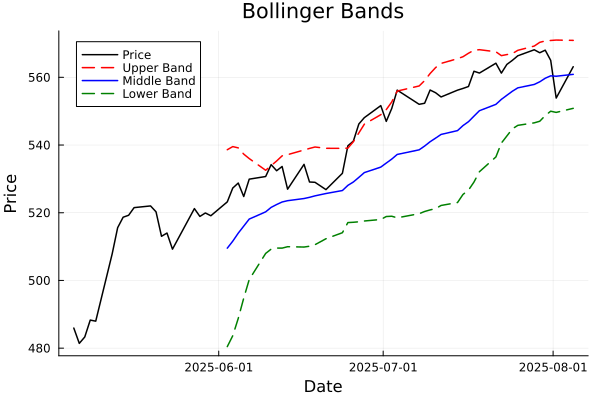 Bollinger Bands
Price
Upper Band
Middle Band
Lower Band
Price
560
540
520
500
480
2025-06-01
2025-07-01
2025-08-01
Date